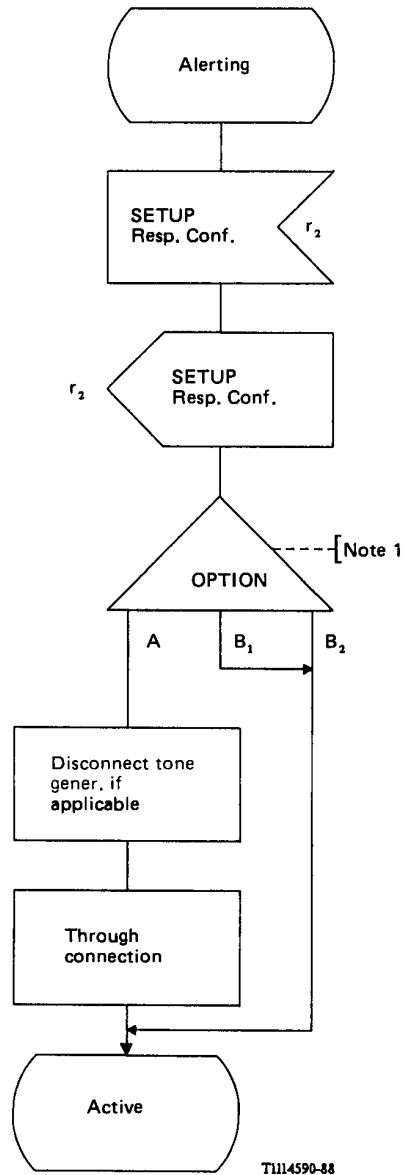 Alerting
SETUP
Resp. Conf.
r₂
SETUP
Resp. Conf.
r₂
OPTION
[Note 1
A
B₁
B₂
Disconnect tone
gener. if
applicable
Through
connection
Active
T1114590-88